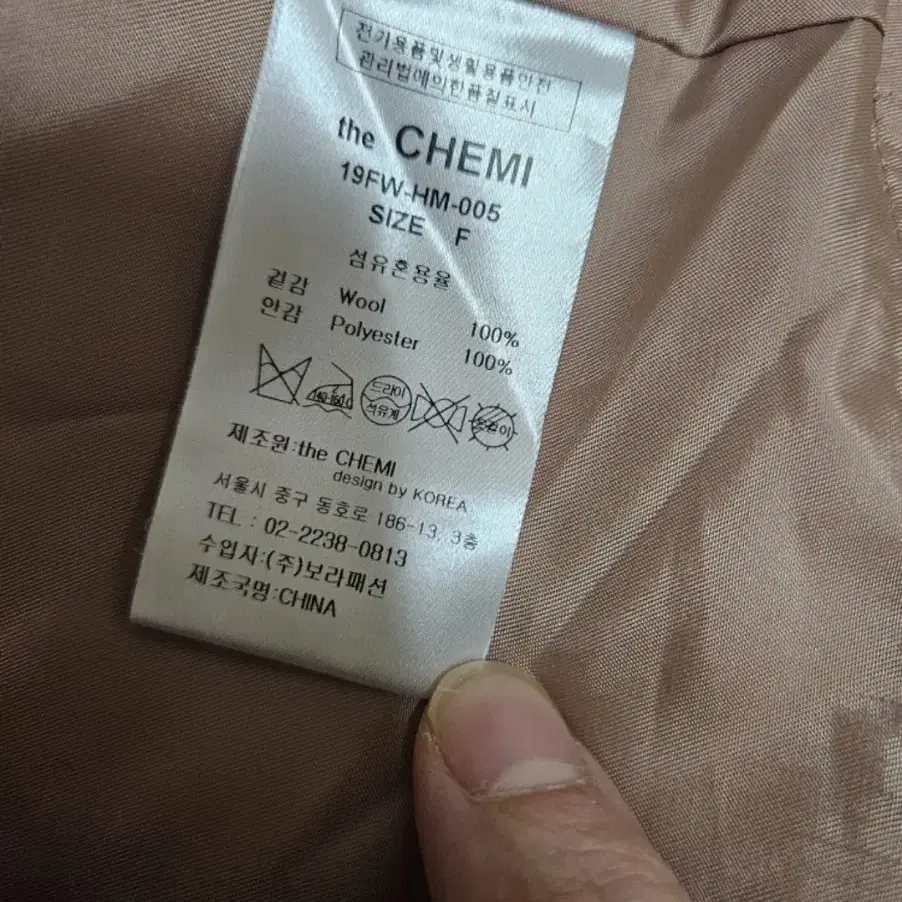 전기용품및생활용품안전
관리법에의한품질표시
the CHEMI
19FW-HM-005
SIZE F
섬유혼용율
겉감 Wool 100%
안감 Polyester 100%
드라이
석유계
제조원:the CHEMI
design by KOREA
서울시 중구 동호로 186-13, 3층
TEL : 02-2238-0813
수입자:(주)보라패션
제조국명:CHINA